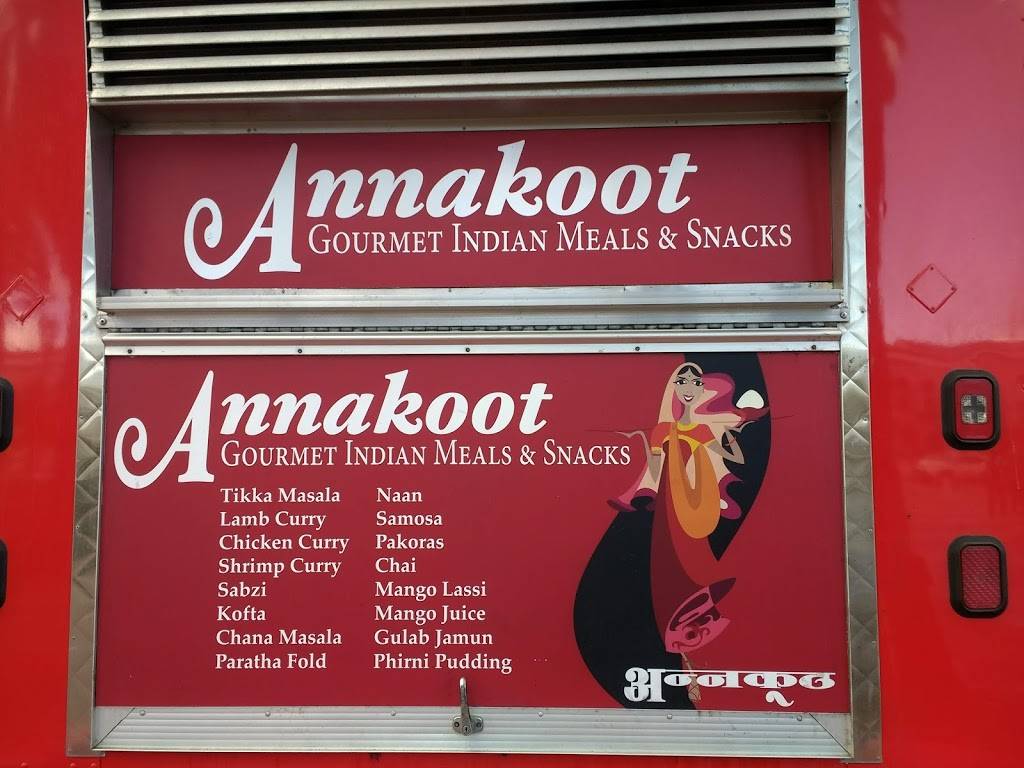 Annakoot
GOURMET INDIAN MEALS & SNACKS
Annakoot
GOURMET INDIAN MEALS & SNACKS
Tikka Masala
Lamb Curry
Chicken Curry
Shrimp Curry
Sabzi
Kofta
Chana Masala
Paratha Fold
Naan
Samosa
Pakoras
Chai
Mango Lassi
Mango Juice
Gulab Jamun
Phirni Pudding
अन्नकूठ